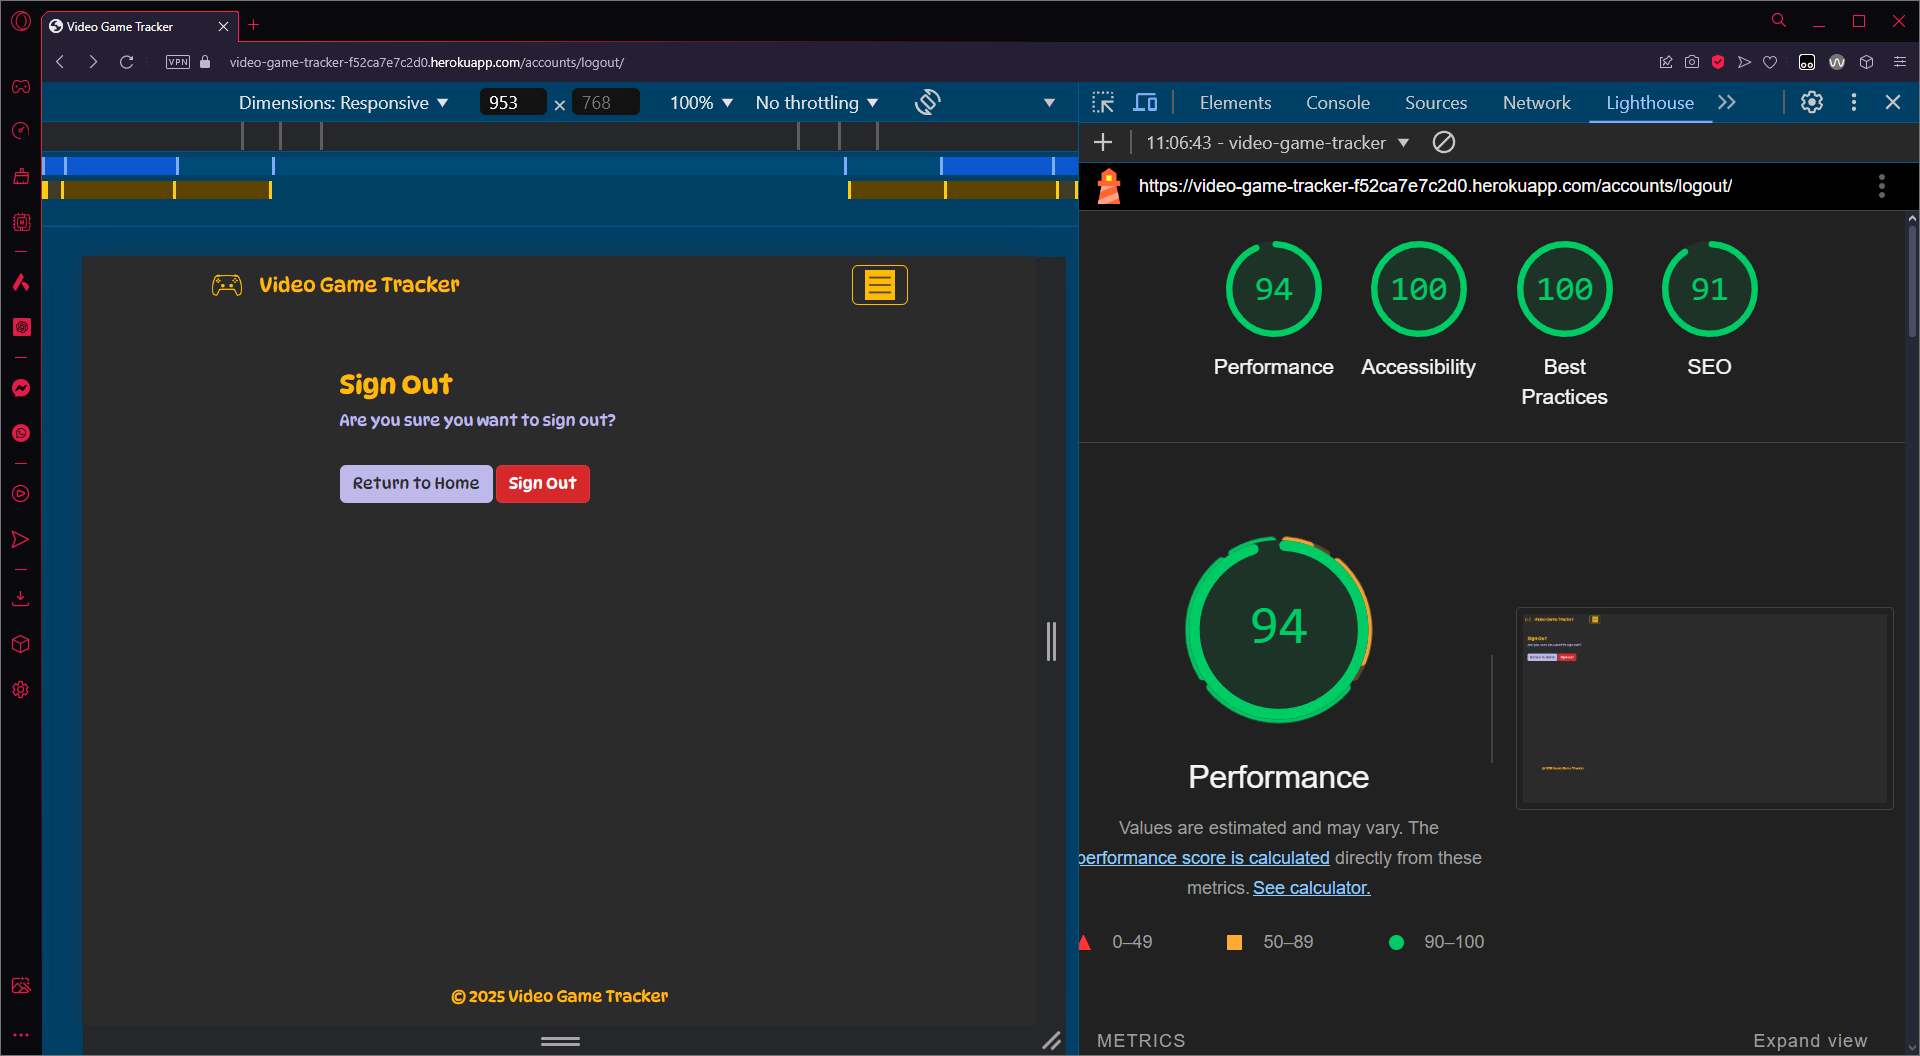 Video Game Tracker
VPN
video-game-tracker-f52ca7e7c2d0.herokuapp.com/accounts/logout/
Dimensions: Responsive
953 × 768
100%
No throttling
Elements
Console
Sources
Network
Lighthouse
11:06:43 - video-game-tracker
https://video-game-tracker-f52ca7e7c2d0.herokuapp.com/accounts/logout/
Video Game Tracker
Sign Out
Are you sure you want to sign out?
Return to Home
Sign Out
© 2025 Video Game Tracker
94
100
100
91
Performance
Accessibility
Best
Practices
SEO
94
Performance
Values are estimated and may vary. The
performance score is calculated directly from these
metrics. See calculator.
0–49
50–89
90–100
METRICS
Expand view